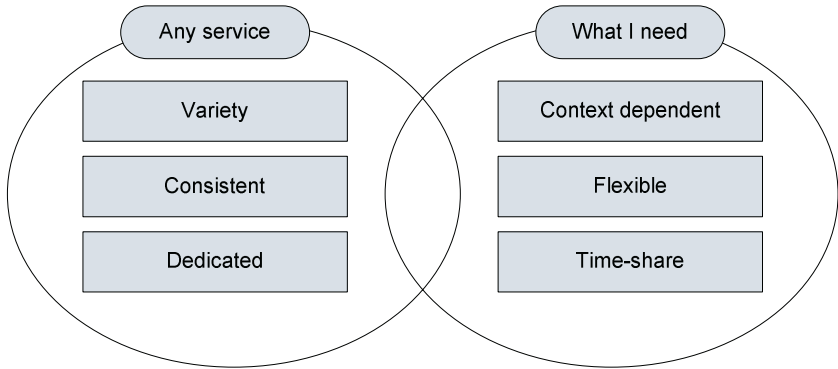 Any service
What I need
Variety
Context dependent
Consistent
Flexible
Dedicated
Time-share